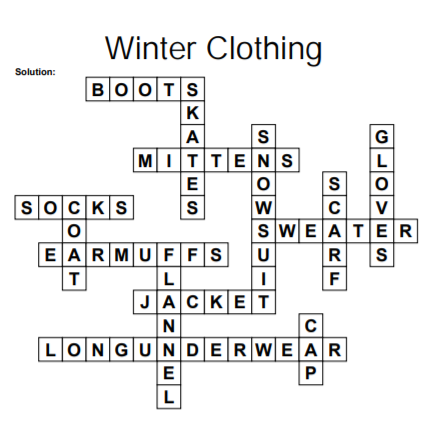 Winter Clothing
Solution:
BOOTS
SKATES
MITTENS
SNOWSUIT
GLOVES
SCARF
SOCKS
COAT
SWEATER
EARMUFFS
FLANNEL
JACKET
CAP
LONGUNDERWEAR